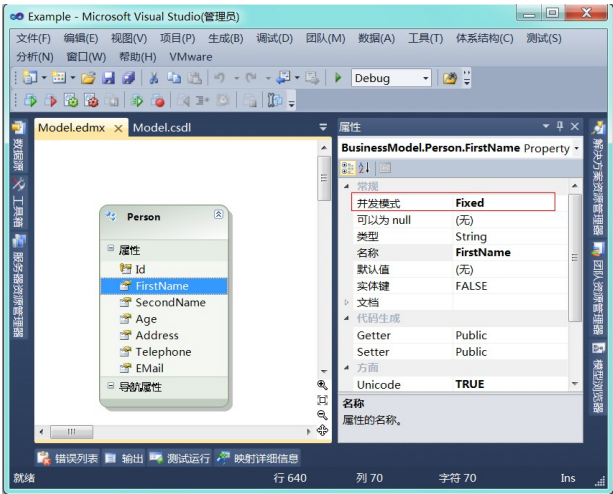 Example - Microsoft Visual Studio(管理员)
文件(F) 编辑(E) 视图(V) 项目(P) 生成(B) 调试(D) 团队(M) 数据(A) 工具(T) 体系结构(C) 测试(S)
分析(N) 窗口(W) 帮助(H) VMware
Debug
Model.edmx Model.csdl
数据源
工具箱
服务器资源管理器
Person
属性
Id
FirstName
SecondName
Age
Address
Telephone
EMail
导航属性
属性
BusinessModel.Person.FirstName Property
常规
并发模式 Fixed
可以为 null (无)
类型 String
名称 FirstName
默认值 (无)
实体键 FALSE
文档
代码生成
Getter Public
Setter Public
方面
Unicode TRUE
名称
属性的名称。
解决方案资源管理器
团队资源管理器
模型浏览器
错误列表 输出 测试运行 映射详细信息
就绪 行 640 列 70 字符 70 Ins